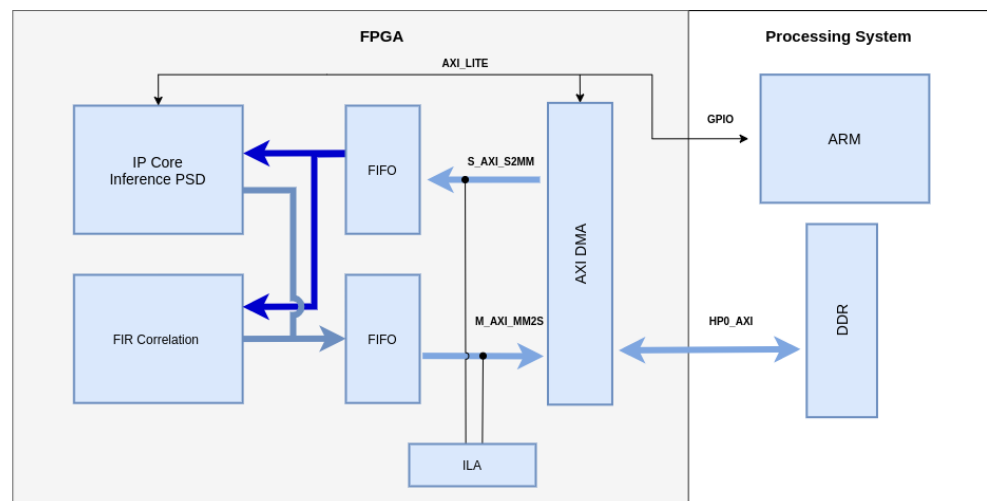 FPGA
Processing System
AXI_LITE
GPIO
IP Core
Inference PSD
FIFO
S_AXI_S2MM
AXI DMA
ARM
FIR Correlation
FIFO
M_AXI_MM2S
HP0_AXI
DDR
ILA